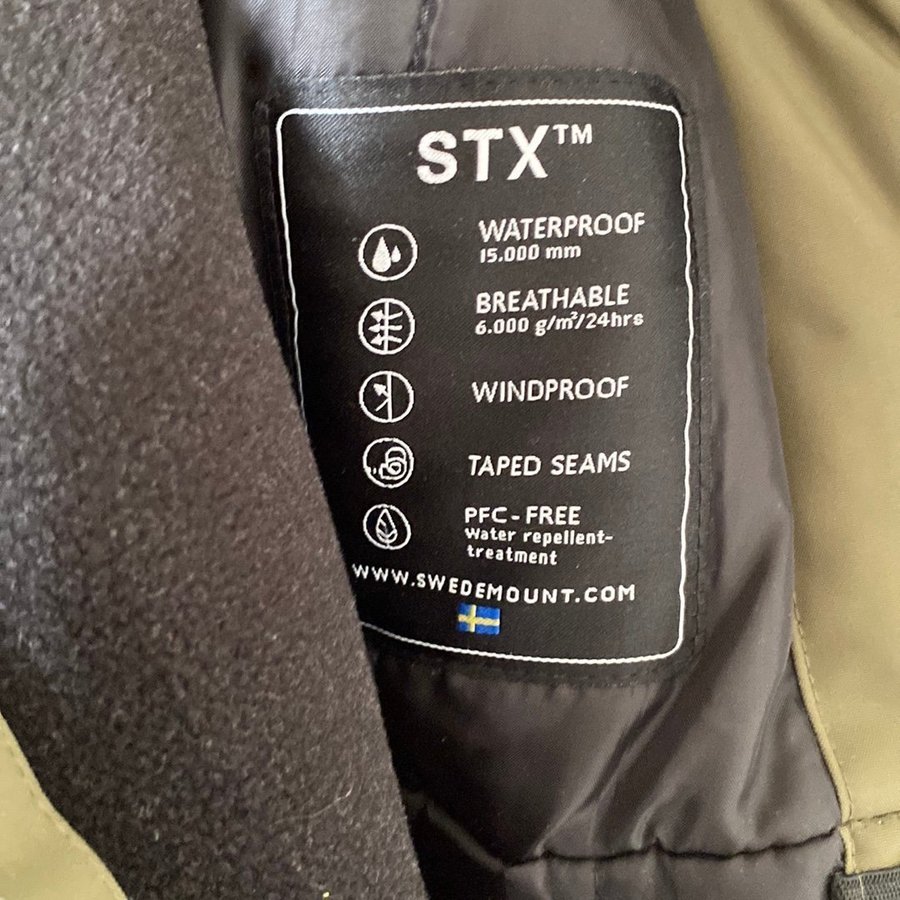 STX™
WATERPROOF
15.000 mm
BREATHABLE
6.000 g/m²/24hrs
WINDPROOF
TAPED SEAMS
PFC-FREE
Water repellent-
treatment
WWW.SWEDEMOUNT.COM